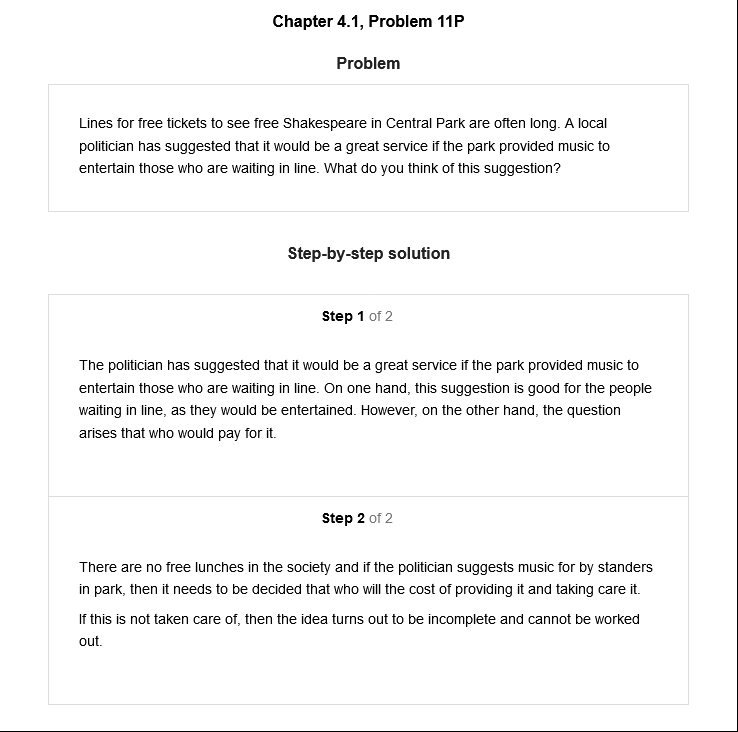 Chapter 4.1, Problem 11P
Problem
Lines for free tickets to see free Shakespeare in Central Park are often long. A local
politician has suggested that it would be a great service if the park provided music to
entertain those who are waiting in line. What do you think of this suggestion?
Step-by-step solution
Step 1 of 2
The politician has suggested that it would be a great service if the park provided music to
entertain those who are waiting in line. On one hand, this suggestion is good for the people
waiting in line, as they would be entertained. However, on the other hand, the question
arises that who would pay for it.
Step 2 of 2
There are no free lunches in the society and if the politician suggests music for by standers
in park, then it needs to be decided that who will the cost of providing it and taking care it.
If this is not taken care of, then the idea turns out to be incomplete and cannot be worked
out.